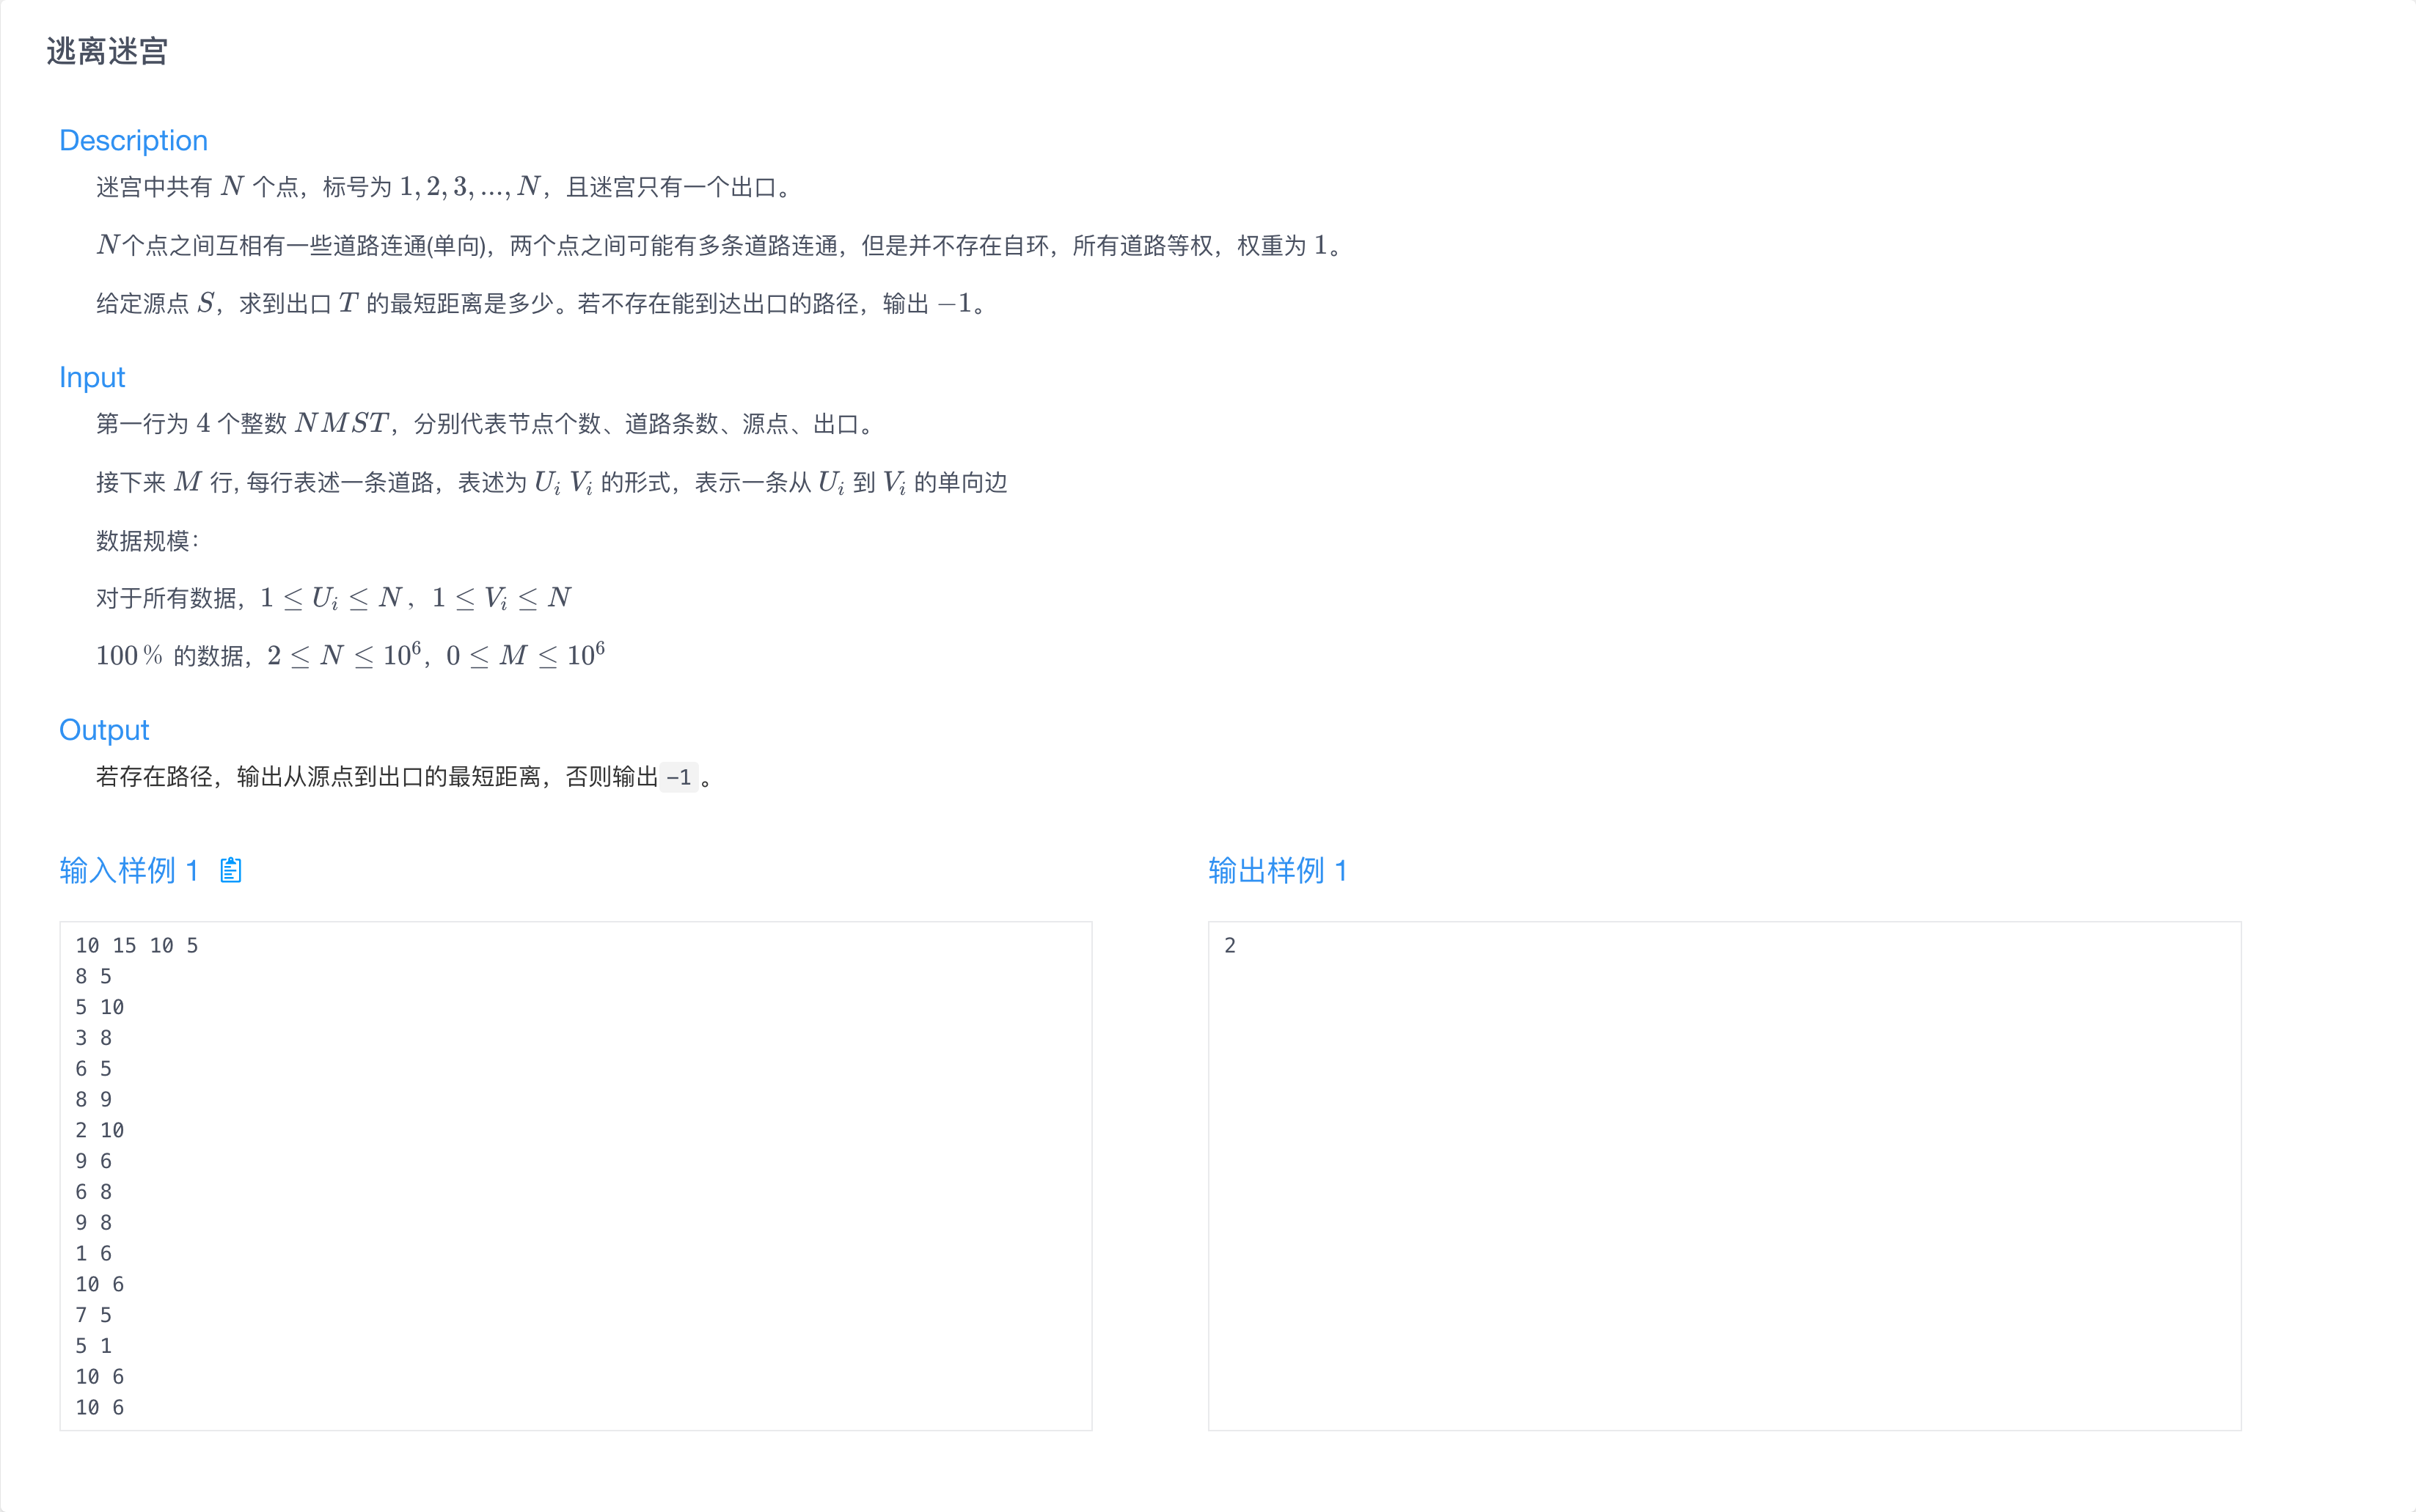 逃离迷宫
Description
迷宫中共有 N 个点，标号为 1, 2, 3, ..., N，且迷宫只有一个出口。
N个点之间互相有一些道路连通(单向)，两个点之间可能有多条道路连通，但是并不存在自环，所有道路等权，权重为 1。
给定源点 S，求到出口 T 的最短距离是多少。若不存在能到达出口的路径，输出 −1。
Input
第一行为 4 个整数 NMST，分别代表节点个数、道路条数、源点、出口。
接下来 M 行, 每行表述一条道路，表述为 U_i V_i 的形式，表示一条从 U_i 到 V_i 的单向边
数据规模：
对于所有数据，1 ≤ U_i ≤ N，1 ≤ V_i ≤ N
100% 的数据，2 ≤ N ≤ 10^6，0 ≤ M ≤ 10^6
Output
若存在路径，输出从源点到出口的最短距离，否则输出 -1 。
输入样例 1
10 15 10 5
8 5
5 10
3 8
6 5
8 9
2 10
9 6
6 8
9 8
1 6
10 6
7 5
5 1
10 6
10 6
输出样例 1
2